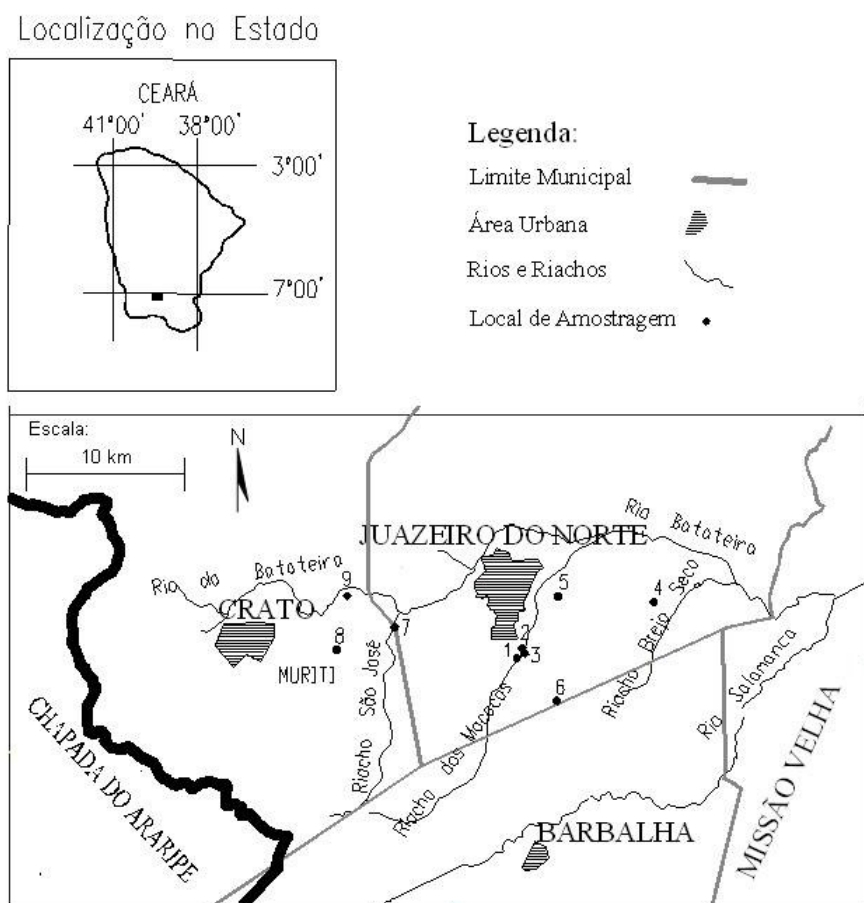 Localização no Estado
CEARÁ
41°00' 38°00'
3°00'
7°00'
Legenda:
Limite Municipal
Área Urbana
Rios e Riachos
Local de Amostragem
Escala:
10 km
N
JUAZEIRO DO NORTE
Rio Batateira
Rio da Batateira
CRATO
9
5
4
7
8
2
1
3
6
MURITI
Riacho São José
Riacho dos Macacos
Riacho Brejo Seco
Rio Salamanca
CHAPADA DO ARARIPE
BARBALHA
MISSÃO VELHA